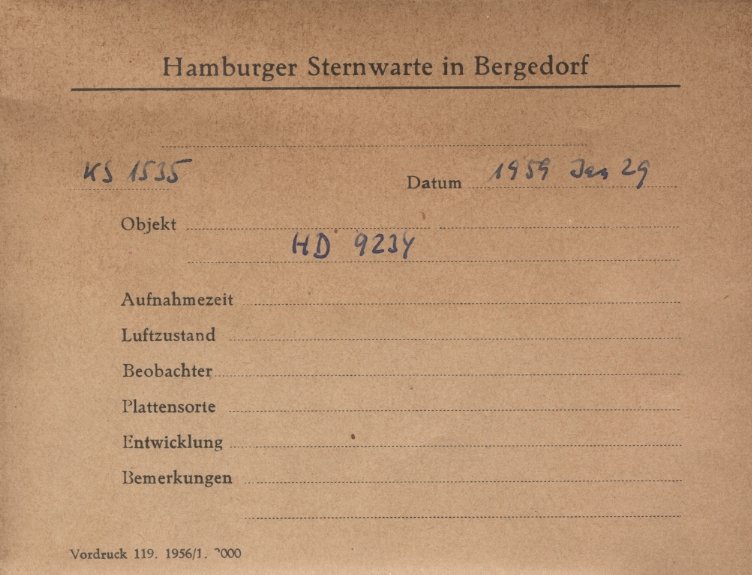 Hamburger Sternwarte in Bergedorf
KS 1535
Datum 1959 Jan 29
Objekt
HD 9234
Aufnahmezeit
Luftzustand
Beobachter
Plattensorte
Entwicklung
Bemerkungen
Vordruck 119. 1956/1.